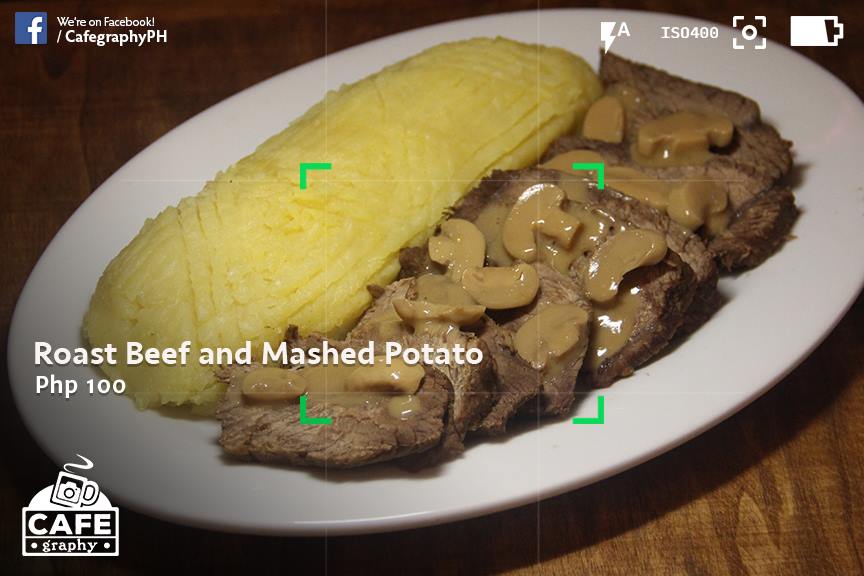 We're on Facebook!
/ CafegraphyPH
A
ISO400
Roast Beef and Mashed Potato
Php 100
CAFE
graphy